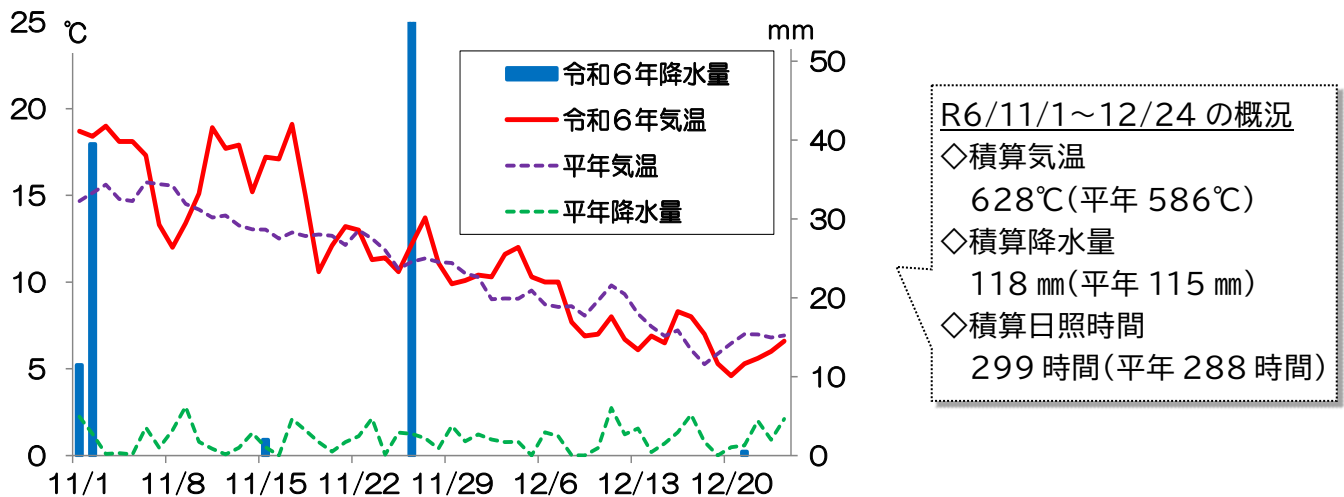 ℃
mm
25
20
15
10
5
0
50
40
30
20
10
0
令和6年降水量
令和6年気温
平年気温
平年降水量
11/1 11/8 11/15 11/22 11/29 12/6 12/13 12/20
R6/11/1～12/24 の概況
◇積算気温
628℃(平年 586℃)
◇積算降水量
118 ㎜(平年 115 ㎜)
◇積算日照時間
299 時間(平年 288 時間)